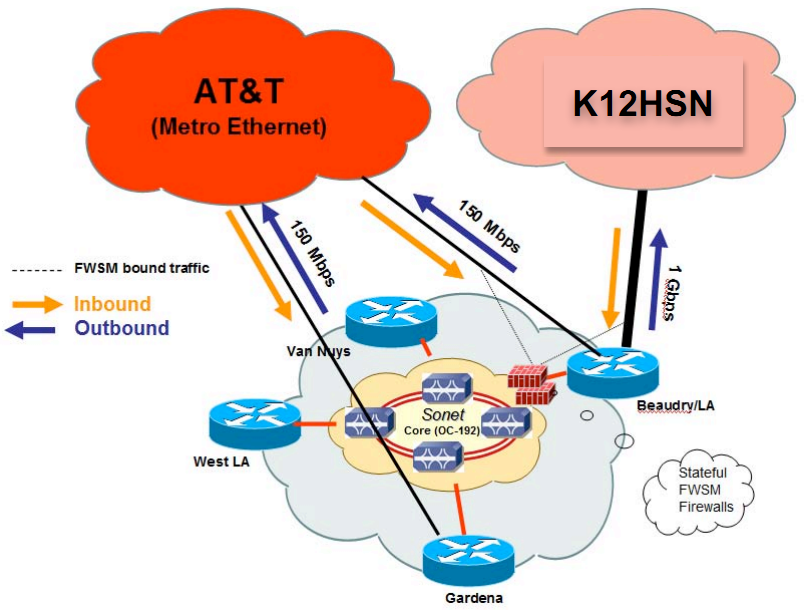 AT&T
(Metro Ethernet)
K12HSN
150 Mbps
150 Mbps
1 Gbps
FWSM bound traffic
Inbound
Outbound
Van Nuys
Sonet
Core (OC-192)
Beaudry/LA
West LA
Stateful
FWSM
Firewalls
Gardena